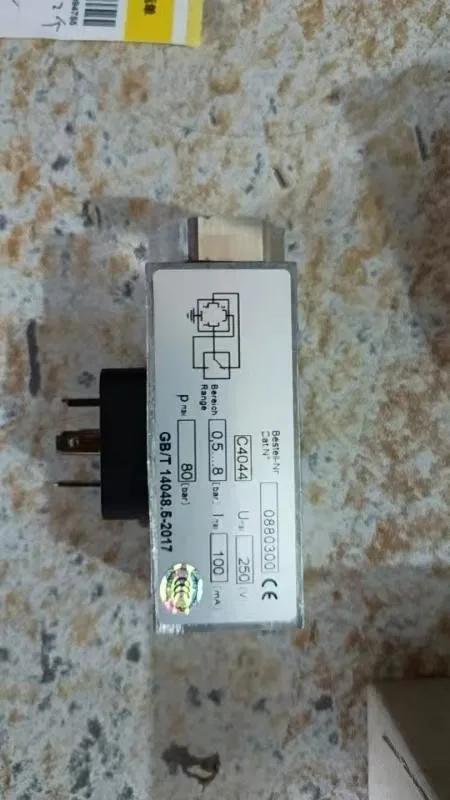 Bestell-Nr
Cat.N° 0880300 CE
C4044 U 250 (V)
Bereich
Range 0,5....8 (bar) I 100 (mA)
P 80 (bar)
GB/T 14048.5-2017